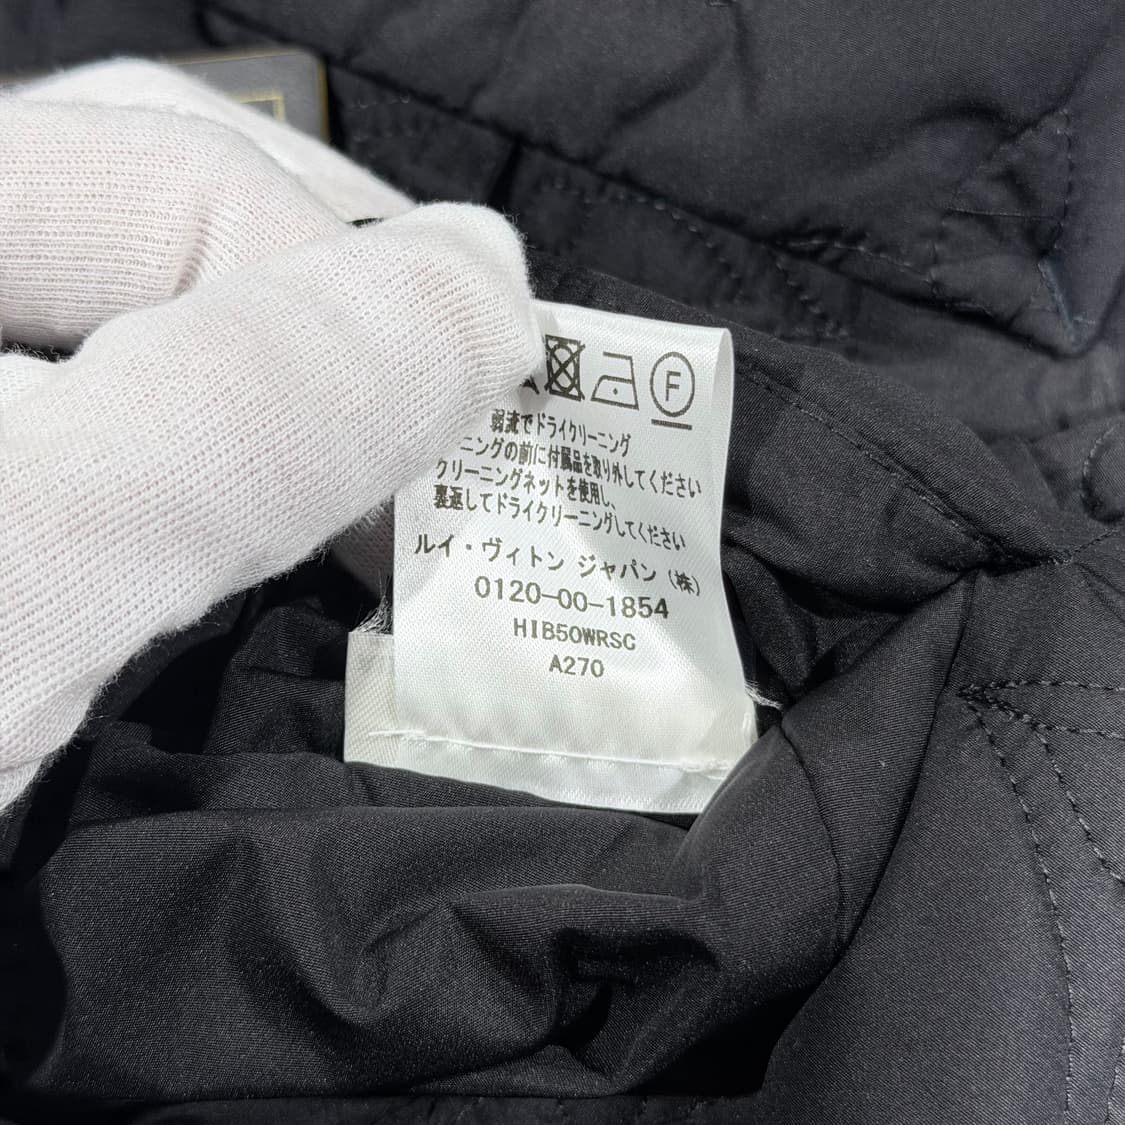 F
弱流でドライクリーニング
ニングの前に付属品を取り外してください
クリーニングネットを使用し、
裏返してドライクリーニングしてください
ルイ・ヴィトン ジャパン (株)
0120-00-1854
HIB50WRSC
A270